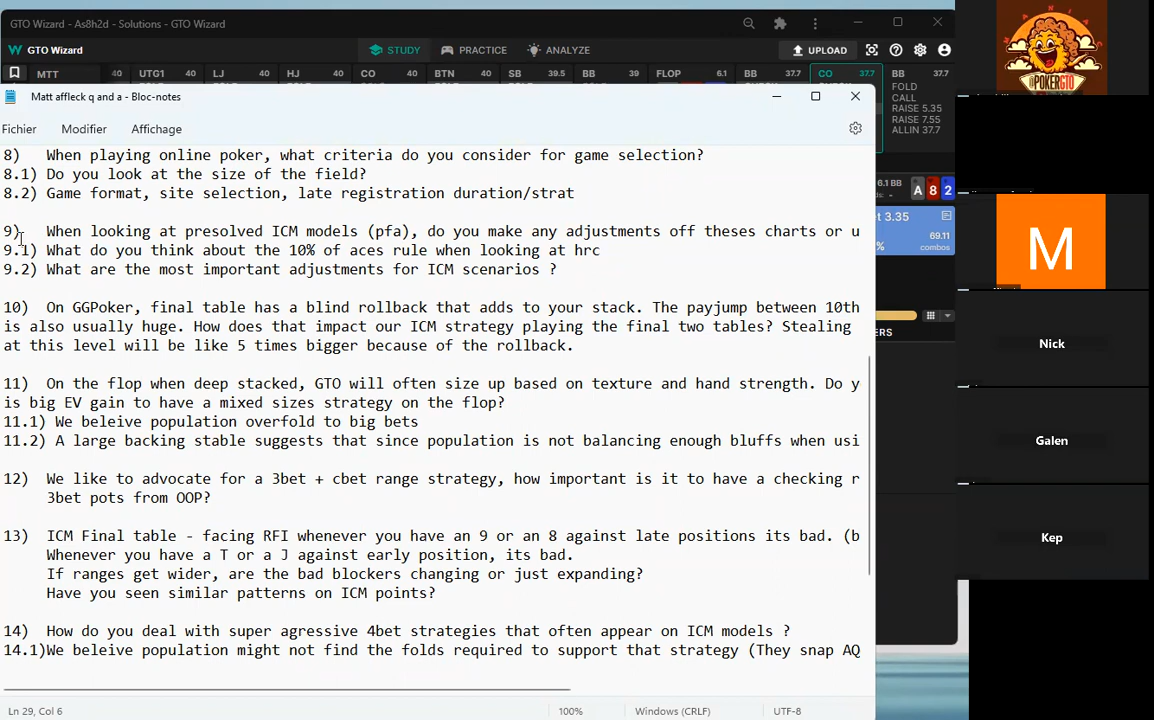 GTO Wizard - As8h2d - Solutions - GTO Wizard
GTO Wizard
STUDY
PRACTICE
ANALYZE
UPLOAD
MTT 40 UTG1 40 LJ 40 HJ 40 CO 40 BTN 40 SB 39.5 BB 39 FLOP 6.1 BB 37.7 CO 37.7 BB 37.7
FOLD
CALL
RAISE 5.35
RAISE 7.55
ALLIN 37.7
6.1 BB A 8 2
et 3.35
69.11
% combos
ERS
Matt affleck q and a - Bloc-notes
Fichier Modifier Affichage
8) When playing online poker, what criteria do you consider for game selection?
8.1) Do you look at the size of the field?
8.2) Game format, site selection, late registration duration/strat
9) When looking at presolved ICM models (pfa), do you make any adjustments off theses charts or u
9.1) What do you think about the 10% of aces rule when looking at hrc
9.2) What are the most important adjustments for ICM scenarios ?
10) On GGPoker, final table has a blind rollback that adds to your stack. The payjump between 10th
is also usually huge. How does that impact our ICM strategy playing the final two tables? Stealing
at this level will be like 5 times bigger because of the rollback.
11) On the flop when deep stacked, GTO will often size up based on texture and hand strength. Do y
is big EV gain to have a mixed sizes strategy on the flop?
11.1) We beleive population overfold to big bets
11.2) A large backing stable suggests that since population is not balancing enough bluffs when usi
12) We like to advocate for a 3bet + cbet range strategy, how important is it to have a checking r
3bet pots from OOP?
13) ICM Final table - facing RFI whenever you have an 9 or an 8 against late positions its bad. (b
Whenever you have a T or a J against early position, its bad.
If ranges get wider, are the bad blockers changing or just expanding?
Have you seen similar patterns on ICM points?
14) How do you deal with super agressive 4bet strategies that often appear on ICM models ?
14.1)We beleive population might not find the folds required to support that strategy (They snap AQ
Ln 29, Col 6
100%
Windows (CRLF)
UTF-8
@POKERGTO
M
Nick
Galen
Kep